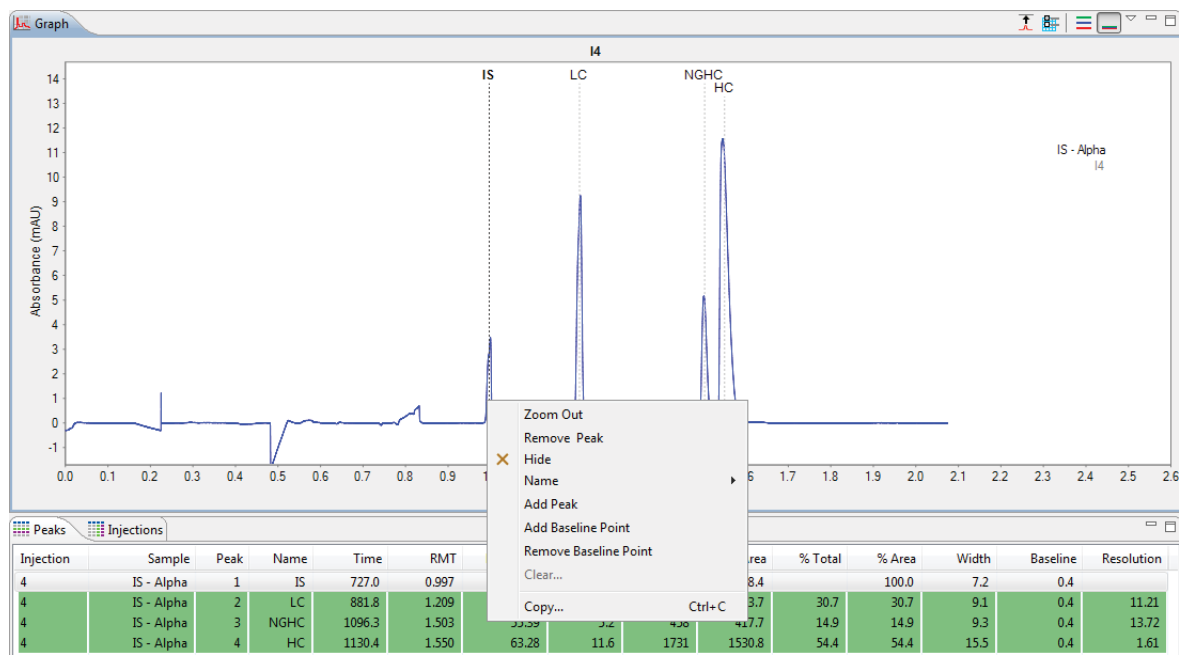 Graph
I4
IS LC NGHC
HC
14
13
12
11
10
9
8
7
6
5
4
3
2
1
0
-1
Absorbance (mAU)
IS - Alpha
I4
0.0 0.1 0.2 0.3 0.4 0.5 0.6 0.7 0.8 0.9 1.7 1.8 1.9 2.0 2.1 2.2 2.3 2.4 2.5 2.6
Zoom Out
Remove Peak
Hide
Name
Add Peak
Add Baseline Point
Remove Baseline Point
Clear...
Copy... Ctrl+C
Peaks Injections
Injection Sample Peak Name Time RMT % Total % Area Width Baseline Resolution
4 IS - Alpha 1 IS 727.0 0.997 8.4 100.0 7.2 0.4
4 IS - Alpha 2 LC 881.8 1.209 3.7 30.7 30.7 9.1 0.4 11.21
4 IS - Alpha 3 NGHC 1096.3 1.503 417.7 14.9 14.9 9.3 0.4 13.72
4 IS - Alpha 4 HC 1130.4 1.550 63.28 11.6 1731 1530.8 54.4 54.4 15.5 0.4 1.61